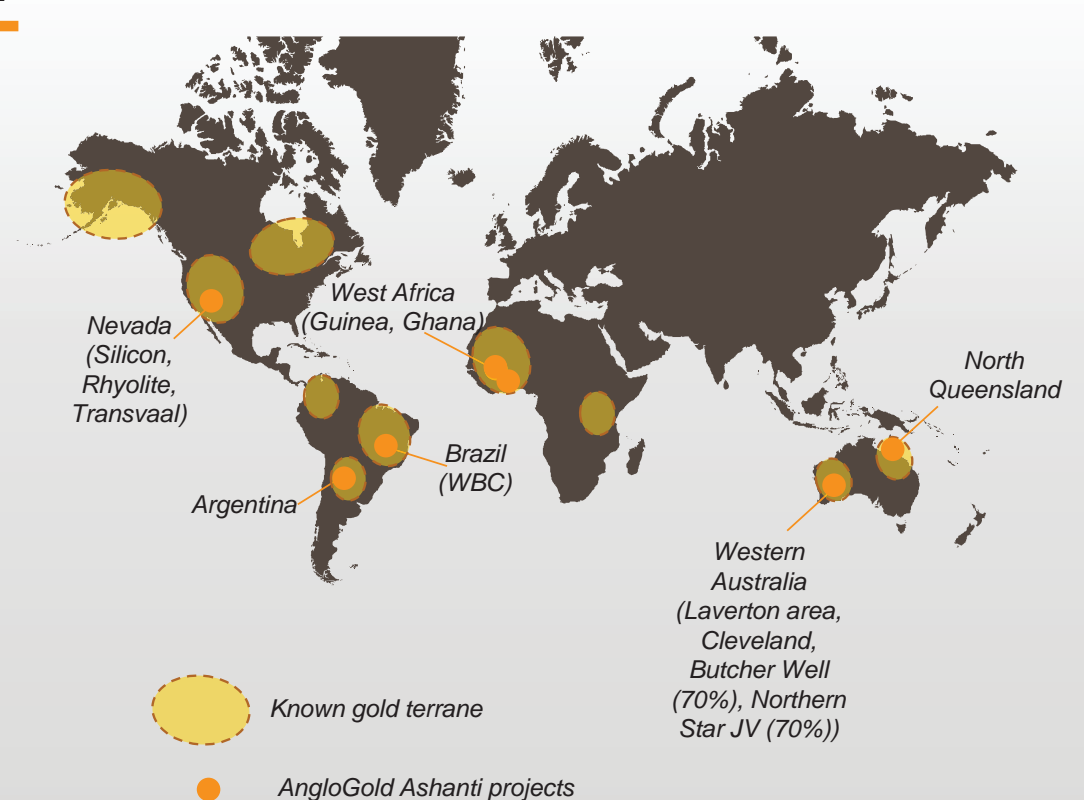 West Africa
(Guinea, Ghana)
Nevada
(Silicon,
Rhyolite,
Transvaal)
North
Queensland
Brazil
(WBC)
Argentina
Western
Australia
(Laverton area,
Cleveland,
Butcher Well
(70%), Northern
Star JV (70%))
Known gold terrane
AngloGold Ashanti projects